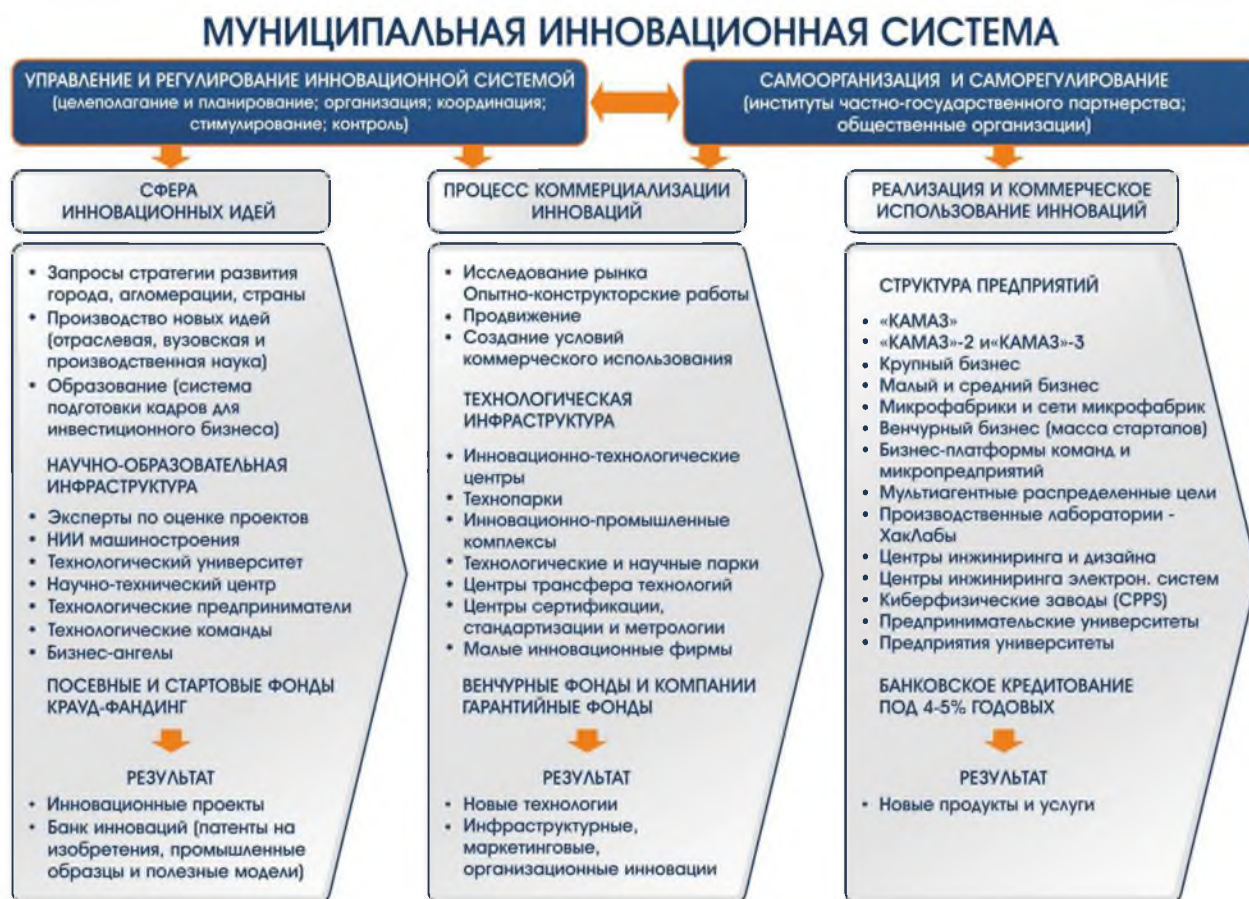 МУНИЦИПАЛЬНАЯ ИННОВАЦИОННАЯ СИСТЕМА
УПРАВЛЕНИЕ И РЕГУЛИРОВАНИЕ ИННОВАЦИОННОЙ СИСТЕМОЙ
(целеполагание и планирование; организация; координация;
стимулирование; контроль)
САМООРГАНИЗАЦИЯ И САМОРЕГУЛИРОВАНИЕ
(институты частно-государственного партнерства;
общественные организации)
СФЕРА
ИННОВАЦИОННЫХ ИДЕЙ
• Запросы стратегии развития
города, агломерации, страны
• Производство новых идей
(отраслевая, вузовская и
производственная наука)
• Образование (система
подготовки кадров для
инвестиционного бизнеса)
НАУЧНО-ОБРАЗОВАТЕЛЬНАЯ
ИНФРАСТРУКТУРА
• Эксперты по оценке проектов
• НИИ машиностроения
• Технологический университет
• Научно-технический центр
• Технологические предприниматели
• Технологические команды
• Бизнес-ангелы
ПОСЕВНЫЕ И СТАРТОВЫЕ ФОНДЫ
КРАУД-ФАНДИНГ
РЕЗУЛЬТАТ
• Инновационные проекты
• Банк инноваций (патенты на
изобретения, промышленные
образцы и полезные модели)
ПРОЦЕСС КОММЕРЦИАЛИЗАЦИИ
ИННОВАЦИЙ
• Исследование рынка
Опытно-конструкторские работы
• Продвижение
• Создание условий
коммерческого использования
ТЕХНОЛОГИЧЕСКАЯ
ИНФРАСТРУКТУРА
• Инновационно-технологические
центры
• Технопарки
• Инновационно-промышленные
комплексы
• Технологические и научные парки
• Центры трансфера технологий
• Центры сертификации,
стандартизации и метрологии
• Малые инновационные фирмы
ВЕНЧУРНЫЕ ФОНДЫ И КОМПАНИИ
ГАРАНТИЙНЫЕ ФОНДЫ
РЕЗУЛЬТАТ
• Новые технологии
• Инфраструктурные,
маркетинговые,
организационные инновации
РЕАЛИЗАЦИЯ И КОММЕРЧЕСКОЕ
ИСПОЛЬЗОВАНИЕ ИННОВАЦИЙ
СТРУКТУРА ПРЕДПРИЯТИЙ
• «КАМАЗ»
• «КАМАЗ»-2 и«КАМАЗ»-3
• Крупный бизнес
• Малый и средний бизнес
• Микрофабрики и сети микрофабрик
• Венчурный бизнес (масса стартапов)
• Бизнес-платформы команд и
микропредприятий
• Мультиагентные распределенные цели
• Производственные лаборатории -
ХакЛабы
• Центры инжиниринга и дизайна
• Центры инжиниринга электрон. систем
• Киберфизические заводы (CPPS)
• Предпринимательские университеты
• Предприятия университеты
БАНКОВСКОЕ КРЕДИТОВАНИЕ
ПОД 4-5% ГОДОВЫХ
РЕЗУЛЬТАТ
• Новые продукты и услуги